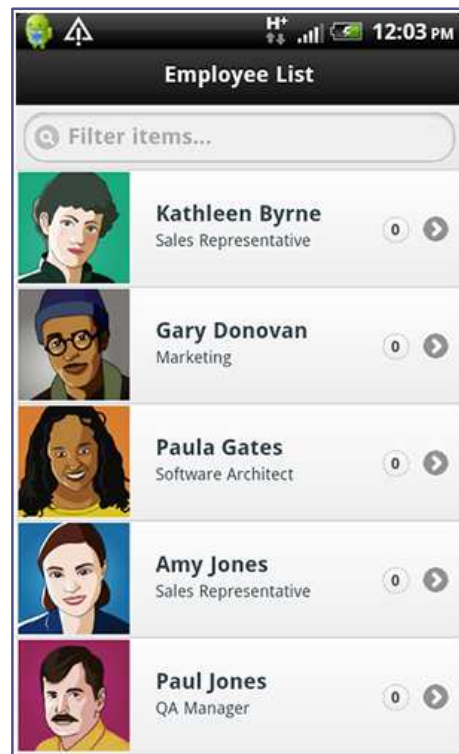 H+
12:03 PM
Employee List
Filter items...
Kathleen Byrne
Sales Representative
0
Gary Donovan
Marketing
0
Paula Gates
Software Architect
0
Amy Jones
Sales Representative
0
Paul Jones
QA Manager
0